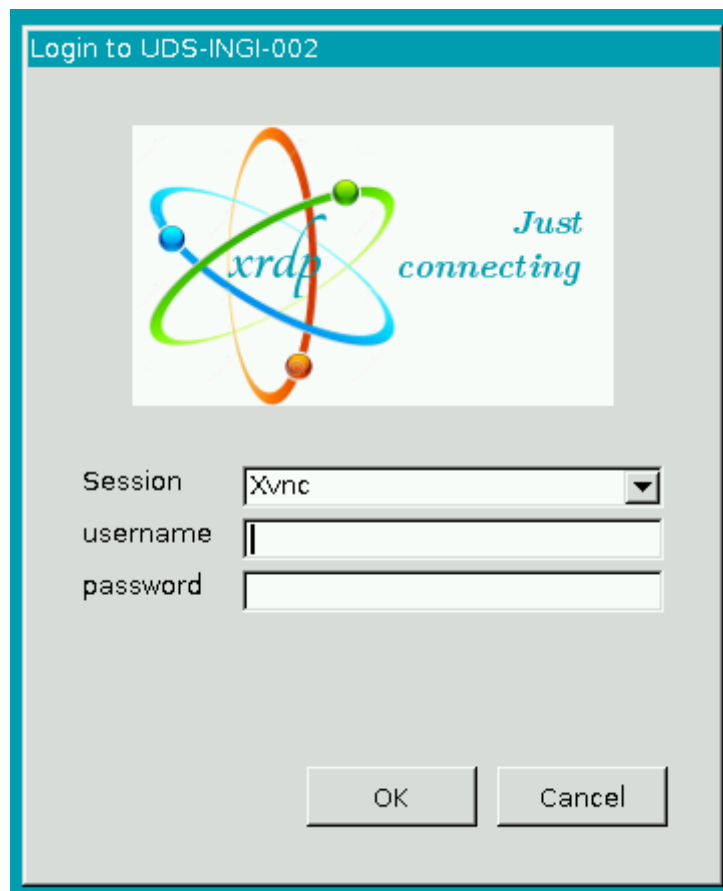 Login to UDS-INGI-002
xrdp
Just
connecting
Session
Xvnc
username
password
OK
Cancel